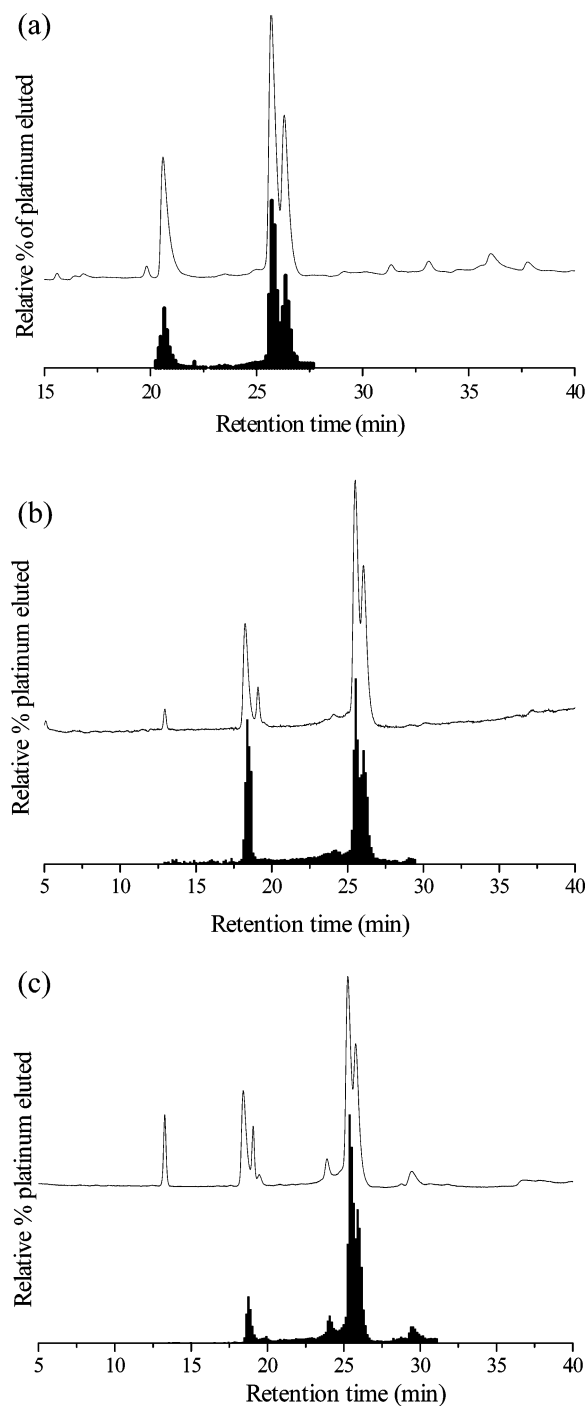 (a)
Relative % of platinum eluted
15 20 25 30 35 40
Retention time (min)
(b)
Relative % platinum eluted
5 10 15 20 25 30 35 40
Retention time (min)
(c)
Relative % platinum eluted
5 10 15 20 25 30 35 40
Retention time (min)